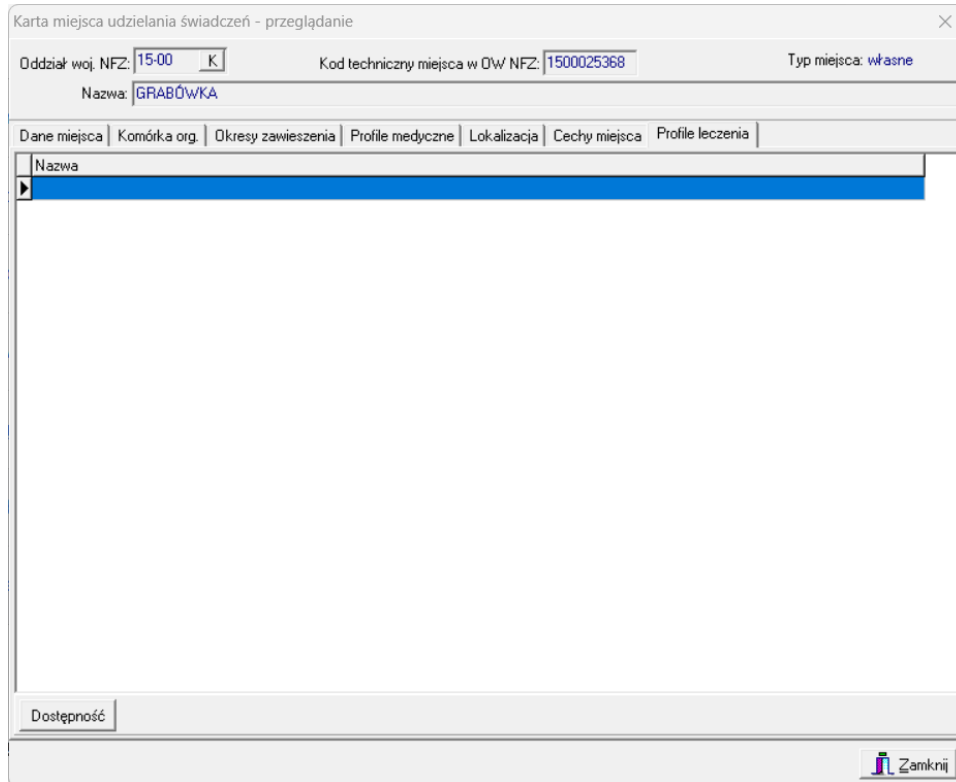 Karta miejsca udzielania świadczeń - przeglądanie
Oddział woj. NFZ: 15-00 K Kod techniczny miejsca w OW NFZ: 1500025368 Typ miejsca: własne
Nazwa: GRABÓWKA
Dane miejsca Komórka org. Okresy zawieszenia Profile medyczne Lokalizacja Cechy miejsca Profile leczenia
Nazwa
Dostępność
Zamknij